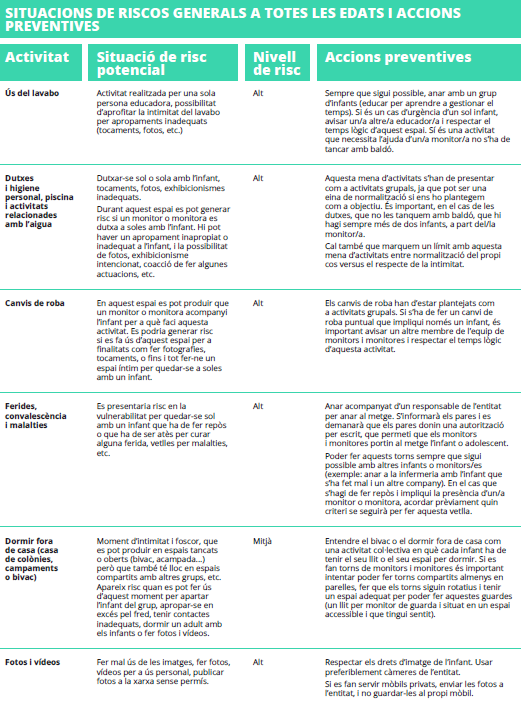 SITUACIONS DE RISCOS GENERALS A TOTES LES EDATS I ACCIONS
PREVENTIVES
Activitat
Situació de risc
potencial
Nivell
de risc
Accions preventives
Ús del lavabo
Activitat realitzada per una sola
persona educadora, possibilitat
d'aprofitar la intimitat del lavabo
per apropaments inadequats
(tocaments, fotos, etc.)
Alt
Sempre que sigui possible, anar amb un grup
d'infants (educar per aprendre a gestionar el
temps). Si és un cas d'urgència d'un sol infant,
avisar un/a altre/a educador/a i respectar el
temps lògic d'aquest espai. Sí és una activitat
que necessita l'ajuda d'un/a monitor/a no s'ha de
tancar amb baldó.
Dutxes
i higiene
personal, piscina
i activitats
relacionades
amb l'aigua
Dutxar-se sol o sola amb l'infant,
tocaments, fotos, exhibicionismes
inadequats.
Durant aquest espai es pot generar
risc si un monitor o monitora es
dutxa a soles amb l'infant. Hi pot
haver un apropament inapropiat o
inadequat a l'infant, i la possibilitat
de fotos, exhibicionisme
intencionat, coacció de fer algunes
actuacions, etc.
Alt
Aquesta mena d'activitats s'han de presentar
com a activitats grupals, ja que pot ser una
eina de normalització si ens ho plantegem
com a objectiu. És important, en el cas de les
dutxes, que no les tanquem amb baldó, que hi
hagi sempre més de dos infants, a part del/la
monitor/a.
Cal també que marquem un límit amb aquesta
mena d'activitats entre normalització del propi
cos versus el respecte de la intimitat.
Canvis de roba
En aquest espai es pot produir que
un monitor o monitora acompanyi
l'infant per a què faci aquesta
activitat. Es podria generar risc
si es fa ús d'aquest espai per a
finalitats com fer fotografies,
tocaments, o fins i tot fer-ne un
espai íntim per quedar-se a soles
amb un infant.
Alt
Els canvis de roba han d'estar plantejats com
a activitats grupals. Si s'ha de fer un canvi de
roba puntual que impliqui només un infant, és
important avisar un altre membre de l'equip de
monitors i monitores i respectar el temps lògic
d'aquesta activitat.
Ferides,
convalescència
i malalties
Es presentaria risc en la
vulnerabilitat per quedar-se sol
amb un infant que ha de fer repòs
o que ha de ser atès per curar
alguna ferida, vetlles per malalties,
etc.
Alt
Anar acompanyat d'un responsable de l'entitat
per anar al metge. S'informarà els pares i es
demanarà que els pares donin una autorització
per escrit, que permeti que els monitors
i monitores portin al metge l'infant o adolescent.
Poder fer aquests torns sempre que sigui
possible amb altres infants o monitors/es
(exemple: anar a la infermeria amb l'infant que
s'ha fet mal i un altre company). En el cas que
s'hagi de fer repòs i impliqui la presència d'un/a
monitor o monitora, acordar prèviament quin
criteri se seguirà per fer aquesta vetlla.
Dormir fora
de casa (casa
de colònies,
campaments
o bivac)
Moment d'intimitat i foscor, que
es pot produir en espais tancats
o oberts (bivac, acampada...)
però que també té lloc en espais
compartits amb altres grups, etc.
Apareix risc quan es pot fer ús
d'aquest moment per apartar
l'infant del grup, apropar-se en
excés pel fred, tenir contactes
inadequats, dormir un adult amb
els infants o fer fotos i vídeos.
Mitjà
Entendre el bivac o el dormir fora de casa com
una activitat col·lectiva en què cada infant ha de
tenir el seu llit o el seu espai per dormir. Si es
fan torns de monitors i monitores és important
intentar poder fer torns compartits almenys en
parelles, fer que els torns siguin rotatius i tenir
un espai adequat per poder fer aquestes guardes
(un llit per monitor de guarda i situat en un espai
accessible i que tingui sentit).
Fotos i vídeos
Fer mal ús de les imatges, fer fotos,
vídeos per a ús personal, publicar
fotos a la xarxa sense permís.
Alt
Respectar els drets d'imatge de l'infant. Usar
preferiblement càmeres de l'entitat.
Si es fan servir mòbils privats, enviar les fotos a
l'entitat, i no guardar-les al propi mòbil.